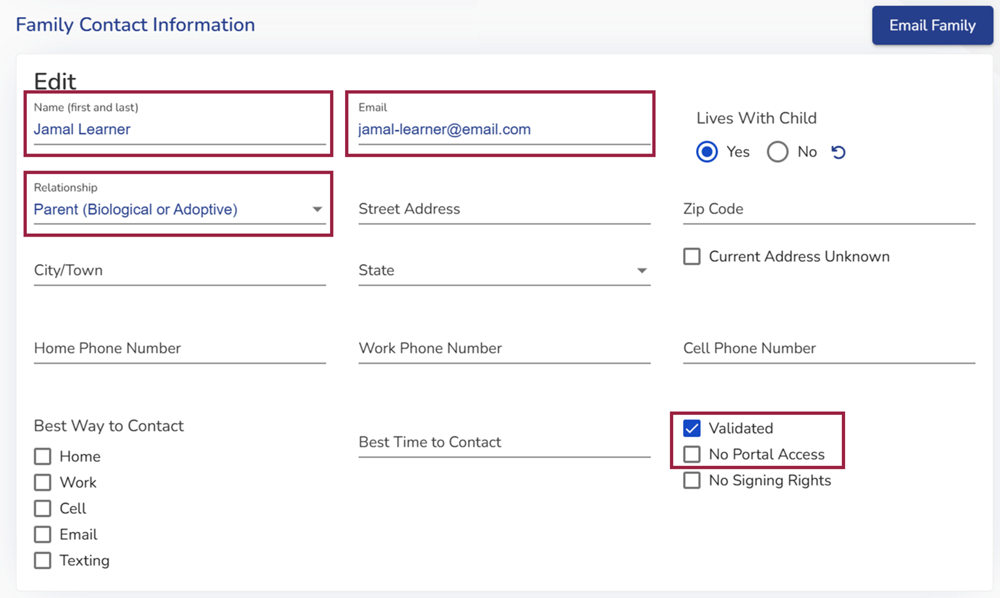 Family Contact Information
Email Family
Edit
Name (first and last)
Jamal Learner
Email
jamal-learner@email.com
Lives With Child
Yes
No
Relationship
Parent (Biological or Adoptive)
Street Address
Zip Code
City/Town
State
Current Address Unknown
Home Phone Number
Work Phone Number
Cell Phone Number
Best Way to Contact
Home
Work
Cell
Email
Texting
Best Time to Contact
Validated
No Portal Access
No Signing Rights